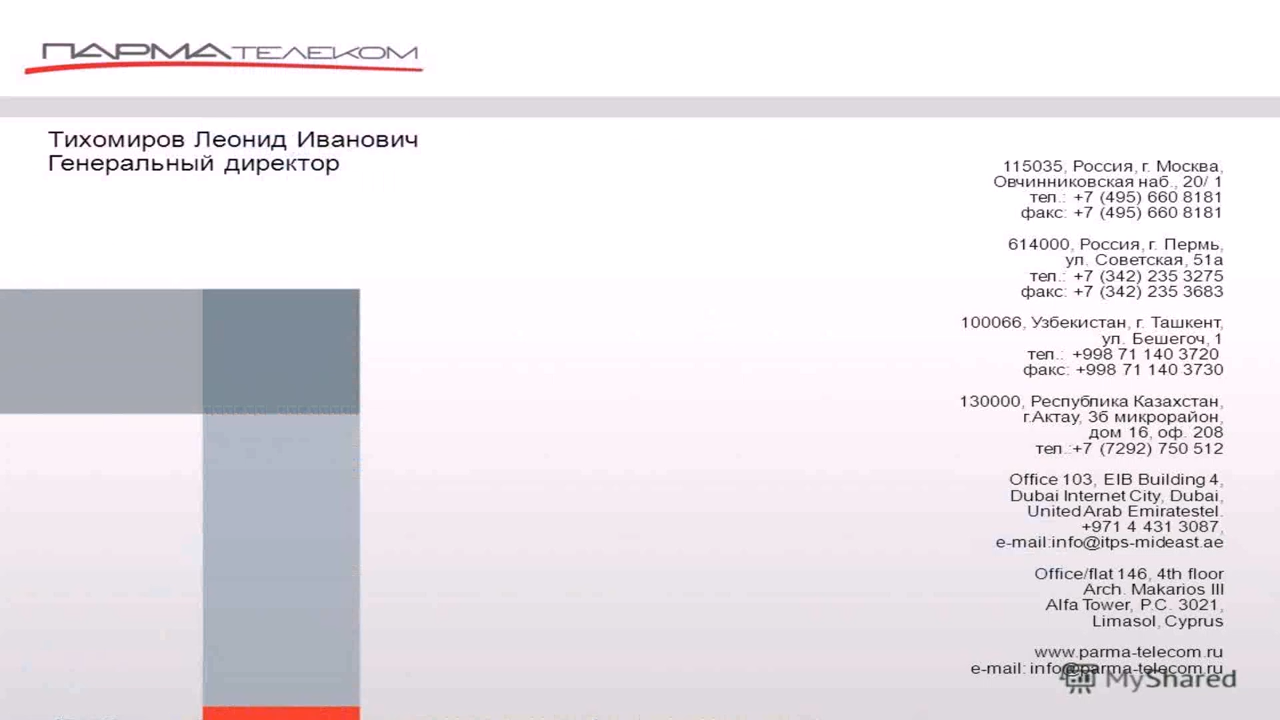 ПАРМАТЕЛЕКОМ
Тихомиров Леонид Иванович
Генеральный директор
115035, Россия, г. Москва,
Овчинниковская наб., 20/ 1
тел.: +7 (495) 660 8181
факс: +7 (495) 660 8181
614000, Россия, г. Пермь,
ул. Советская, 51а
тел.: +7 (342) 235 3275
факс: +7 (342) 235 3683
100066, Узбекистан, г. Ташкент,
ул. Бешегоч, 1
тел.: +998 71 140 3720
факс: +998 71 140 3730
130000, Республика Казахстан,
г.Актау, 3б микрорайон,
дом 16, оф. 208
тел.:+7 (7292) 750 512
Office 103, EIB Building 4,
Dubai Internet City, Dubai,
United Arab Emiratestel.
+971 4 431 3087,
e-mail:info@itps-mideast.ae
Office/flat 146, 4th floor
Arch. Makarios III
Alfa Tower, P.C. 3021,
Limasol, Cyprus
www.parma-telecom.ru
e-mail: info@parma-telecom.ru
MyShared